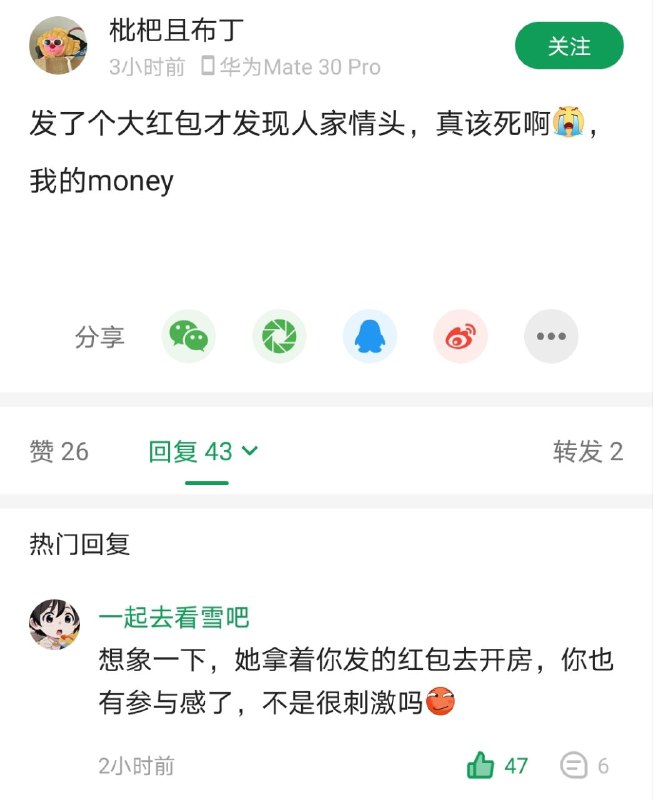 枇杷且布丁
3小时前 华为Mate 30 Pro
关注
发了个大红包才发现人家情头，真该死啊😭，
我的money
分享
赞 26
回复 43
转发 2
热门回复
一起去看雪吧
想象一下，她拿着你发的红包去开房，你也
有参与感了，不是很刺激吗
2小时前
47
6